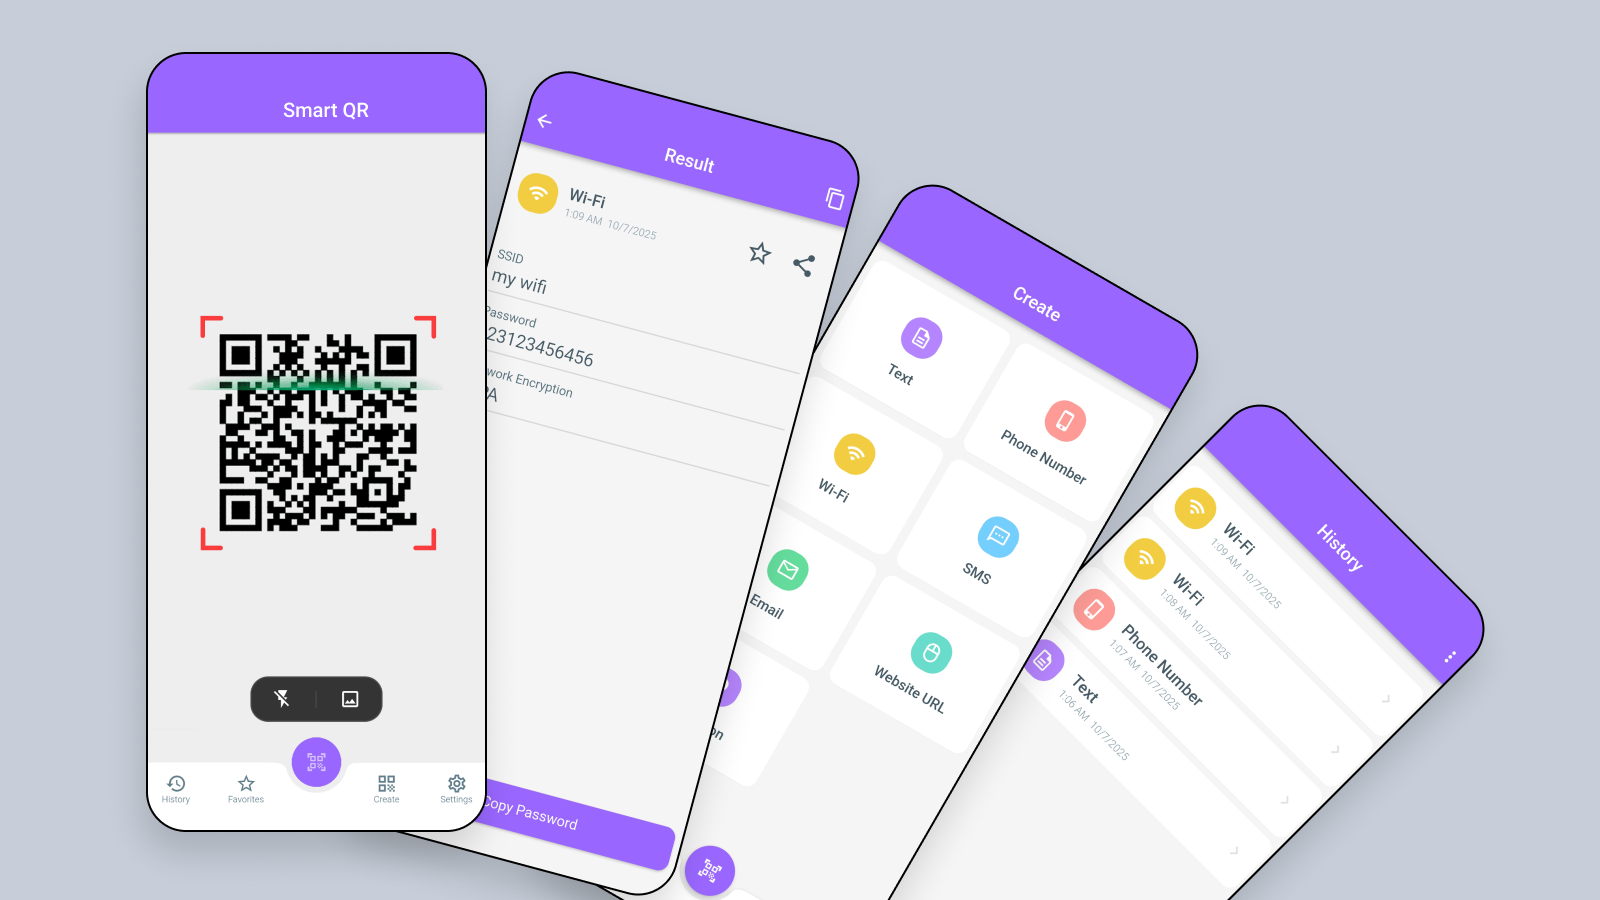 Smart QR
History
Favorites
Create
Settings
Result
Wi-Fi
1:09 AM 10/7/2025
SSID
my wifi
Password
23123456456
work Encryption
PA
Copy Password
Create
Text
Phone Number
Wi-Fi
SMS
Email
Website URL
on
History
Wi-Fi
1:09 AM 10/7/2025
Wi-Fi
1:08 AM 10/7/2025
Phone Number
1:07 AM 10/7/2025
Text
1:06 AM 10/7/2025